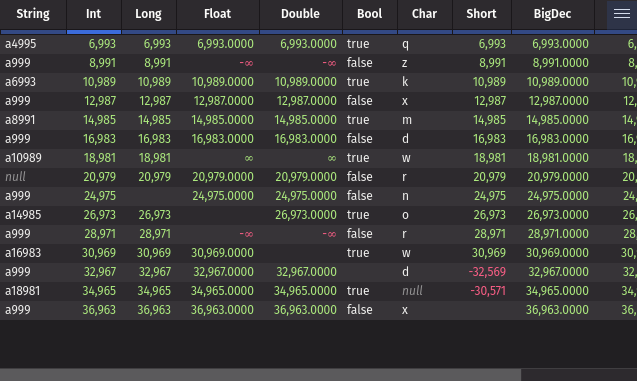 String Int Long Float Double Bool Char Short BigDec
a4995 6,993 6,993 6,993.0000 6,993.0000 true q 6,993 6,993.0000 6,
a999 8,991 8,991 -∞ -∞ false z 8,991 8,991.0000 8,
a6993 10,989 10,989 10,989.0000 10,989.0000 true k 10,989 10,989.0000 10,
a999 12,987 12,987 12,987.0000 12,987.0000 false x 12,987 12,987.0000 12,
a8991 14,985 14,985 14,985.0000 14,985.0000 true m 14,985 14,985.0000 14,
a999 16,983 16,983 16,983.0000 16,983.0000 false d 16,983 16,983.0000 16,
a10989 18,981 18,981 ∞ ∞ true w 18,981 18,981.0000 18,
null 20,979 20,979 20,979.0000 20,979.0000 false r 20,979 20,979.0000 20,
a999 24,975 24,975.0000 24,975.0000 false n 24,975 24,975.0000 24,
a14985 26,973 26,973 26,973.0000 true o 26,973 26,973.0000 26,
a999 28,971 28,971 -∞ -∞ false r 28,971 28,971.0000 28,
a16983 30,969 30,969 30,969.0000 true w 30,969 30,969.0000 30,
a999 32,967 32,967 32,967.0000 32,967.0000 d -32,569 32,967.0000 32,
a18981 34,965 34,965 34,965.0000 34,965.0000 true null -30,571 34,965.0000 34,
a999 36,963 36,963 36,963.0000 36,963.0000 false x 36,963.0000 36,